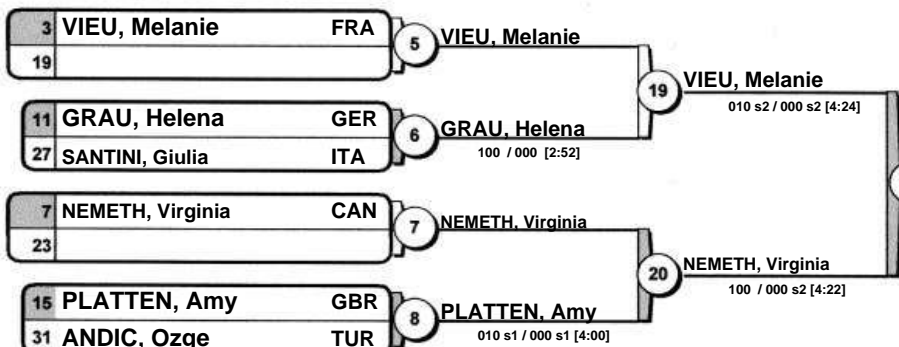 3 VIEU, Melanie FRA
19
5 VIEU, Melanie
11 GRAU, Helena GER
27 SANTINI, Giulia ITA
6 GRAU, Helena
100 / 000 [2:52]
19 VIEU, Melanie
010 s2 / 000 s2 [4:24]
7 NEMETH, Virginia CAN
23
7 NEMETH, Virginia
15 PLATTEN, Amy GBR
31 ANDIC, Ozge TUR
8 PLATTEN, Amy
010 s1 / 000 s1 [4:00]
20 NEMETH, Virginia
100 / 000 s2 [4:22]